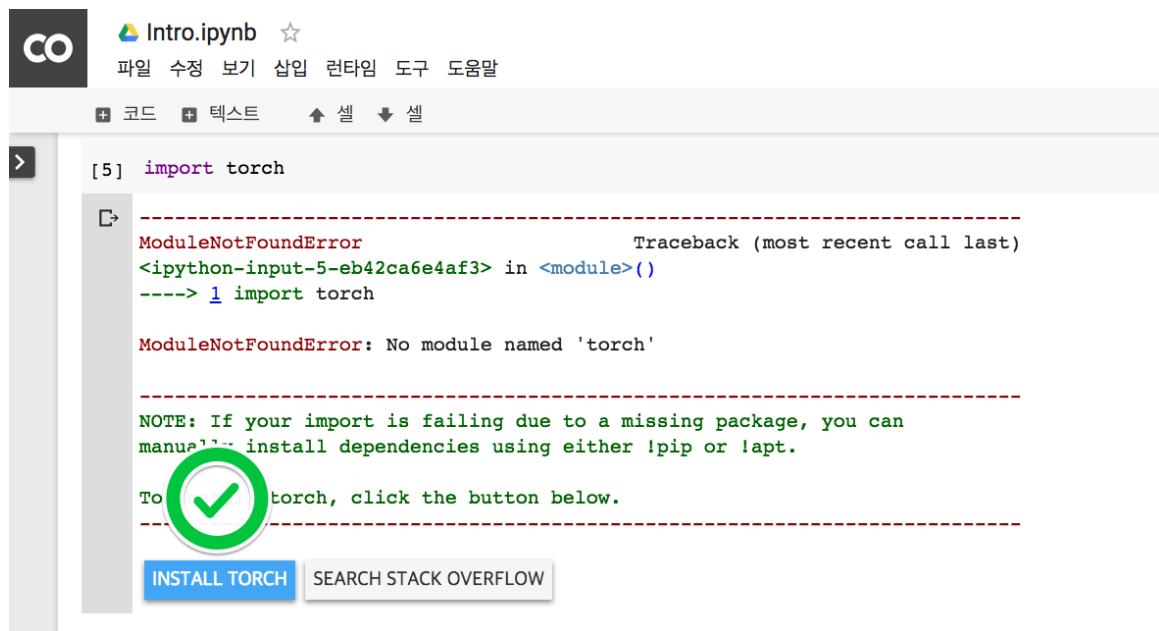 CO
Intro.ipynb
파일 수정 보기 삽입 런타임 도구 도움말
코드 텍스트 셀 셀
[5] import torch
---------------------------------------------------------------------------
ModuleNotFoundError Traceback (most recent call last)
<ipython-input-5-eb42ca6e4af3> in <module>()
----> 1 import torch

ModuleNotFoundError: No module named 'torch'

---------------------------------------------------------------------------
NOTE: If your import is failing due to a missing package, you can
install dependencies using either !pip or !apt.

To torch, click the button below.
---------------------------------------------------------------------------
INSTALL TORCH SEARCH STACK OVERFLOW